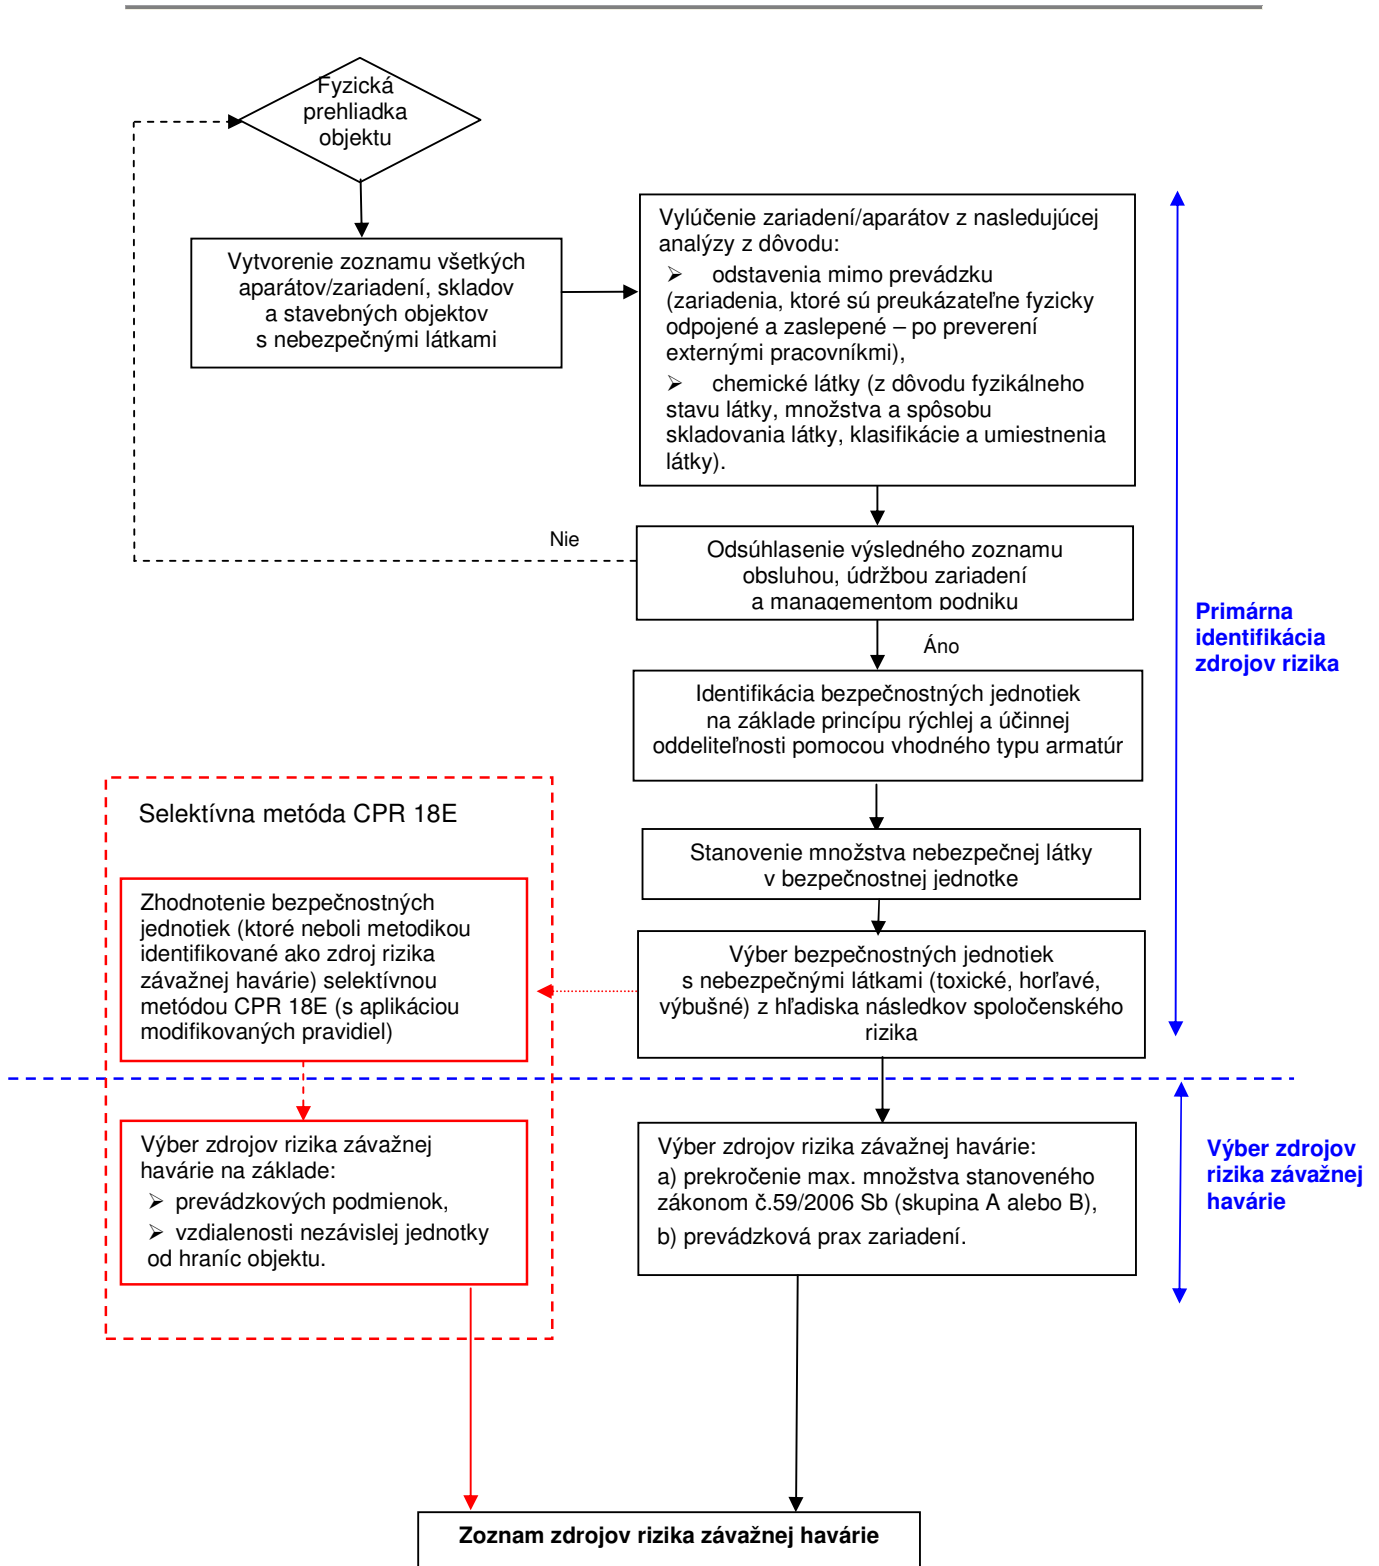 Fyzická
prehliadka
objektu
Vytvorenie zoznamu všetkých
aparátov/zariadení, skladov
a stavebných objektov
s nebezpečnými látkami
Vylúčenie zariadení/aparátov z nasledujúcej
analýzy z dôvodu:
➢ odstavenia mimo prevádzku
(zariadenia, ktoré sú preukázateľne fyzicky
odpojené a zaslepené – po preverení
externými pracovníkmi),
➢ chemické látky (z dôvodu fyzikálneho
stavu látky, množstva a spôsobu
skladovania látky, klasifikácie a umiestnenia
látky).
Nie
Odsúhlasenie výsledného zoznamu
obsluhou, údržbou zariadení
a managementom podniku
Áno
Primárna
identifikácia
zdrojov rizika
Identifikácia bezpečnostných jednotiek
na základe princípu rýchlej a účinnej
oddeliteľnosti pomocou vhodného typu armatúr
Selektívna metóda CPR 18E
Stanovenie množstva nebezpečnej látky
v bezpečnostnej jednotke
Zhodnotenie bezpečnostných
jednotiek (ktoré neboli metodikou
identifikované ako zdroj rizika
závažnej havárie) selektívnou
metódou CPR 18E (s aplikáciou
modifikovaných pravidiel)
Výber bezpečnostných jednotiek
s nebezpečnými látkami (toxické, horľavé,
výbušné) z hľadiska následkov spoločenského
rizika
Výber zdrojov rizika závažnej
havárie na základe:
➢ prevádzkových podmienok,
➢ vzdialenosti nezávislej jednotky
od hraníc objektu.
Výber zdrojov rizika závažnej havárie:
a) prekročenie max. množstva stanoveného
zákonom č.59/2006 Sb (skupina A alebo B),
b) prevádzková prax zariadení.
Výber zdrojov
rizika závažnej
havárie
Zoznam zdrojov rizika závažnej havárie